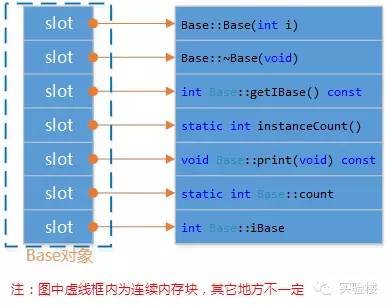 slot Base::Base(int i)
slot Base::~Base(void)
slot int Base::getIBase() const
slot static int instanceCount()
slot void Base::print(void) const
slot static int Base::count
slot int Base::iBase
Base对象
注：图中虚线框内为连续内存块，其它地方不一定
实验楼